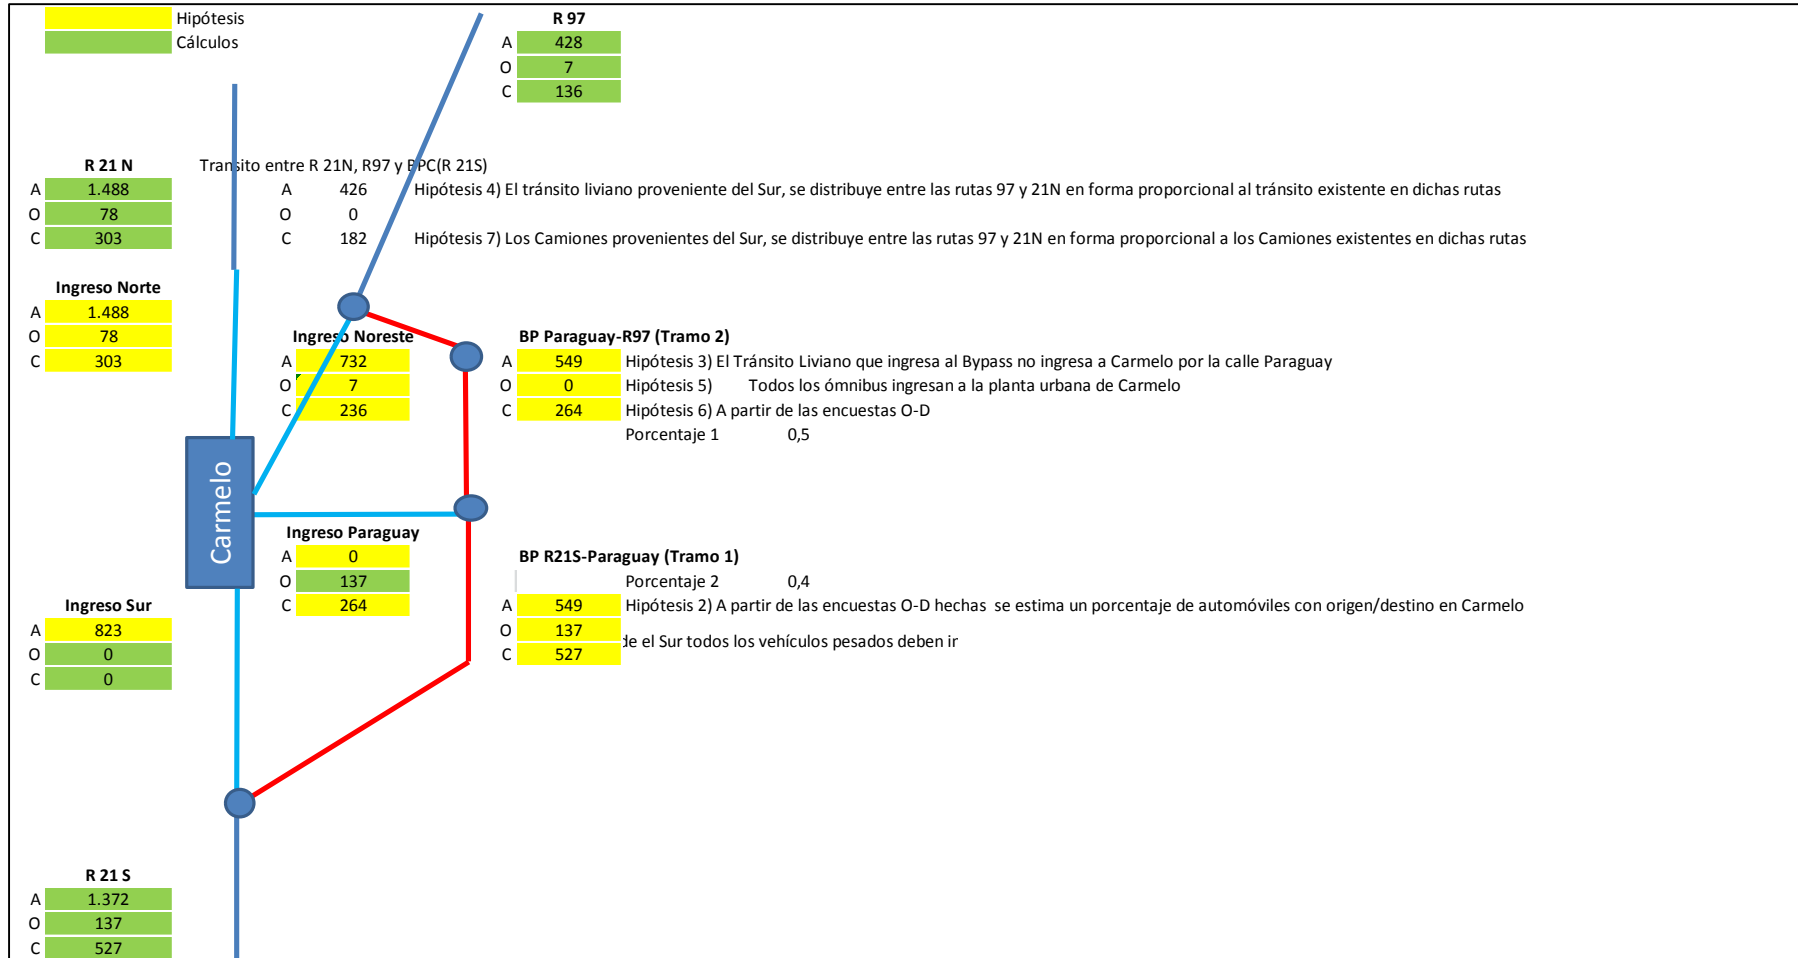 Hipótesis
Cálculos
R 97
A 428
O 7
C 136
R 21 N
A 1.488
O 78
C 303
Transito entre R 21N, R97 y BPC(R 21S)
A 426
O 0
C 182
Hipótesis 4) El tránsito liviano proveniente del Sur, se distribuye entre las rutas 97 y 21N en forma proporcional al tránsito existente en dichas rutas
Hipótesis 7) Los Camiones provenientes del Sur, se distribuye entre las rutas 97 y 21N en forma proporcional a los Camiones existentes en dichas rutas
Ingreso Norte
A 1.488
O 78
C 303
Ingreso Noreste
A 732
O 7
C 236
BP Paraguay-R97 (Tramo 2)
A 549 Hipótesis 3) El Tránsito Liviano que ingresa al Bypass no ingresa a Carmelo por la calle Paraguay
O 0 Hipótesis 5) Todos los ómnibus ingresan a la planta urbana de Carmelo
C 264 Hipótesis 6) A partir de las encuestas O-D
Porcentaje 1 0,5
Carmelo
Ingreso Paraguay
A 0
O 137
C 264
BP R21S-Paraguay (Tramo 1)
Porcentaje 2 0,4
A 549 Hipótesis 2) A partir de las encuestas O-D hechas se estima un porcentaje de automóviles con origen/destino en Carmelo
O 137
de el Sur todos los vehículos pesados deben ir
C 527
Ingreso Sur
A 823
O 0
C 0
R 21 S
A 1.372
O 137
C 527